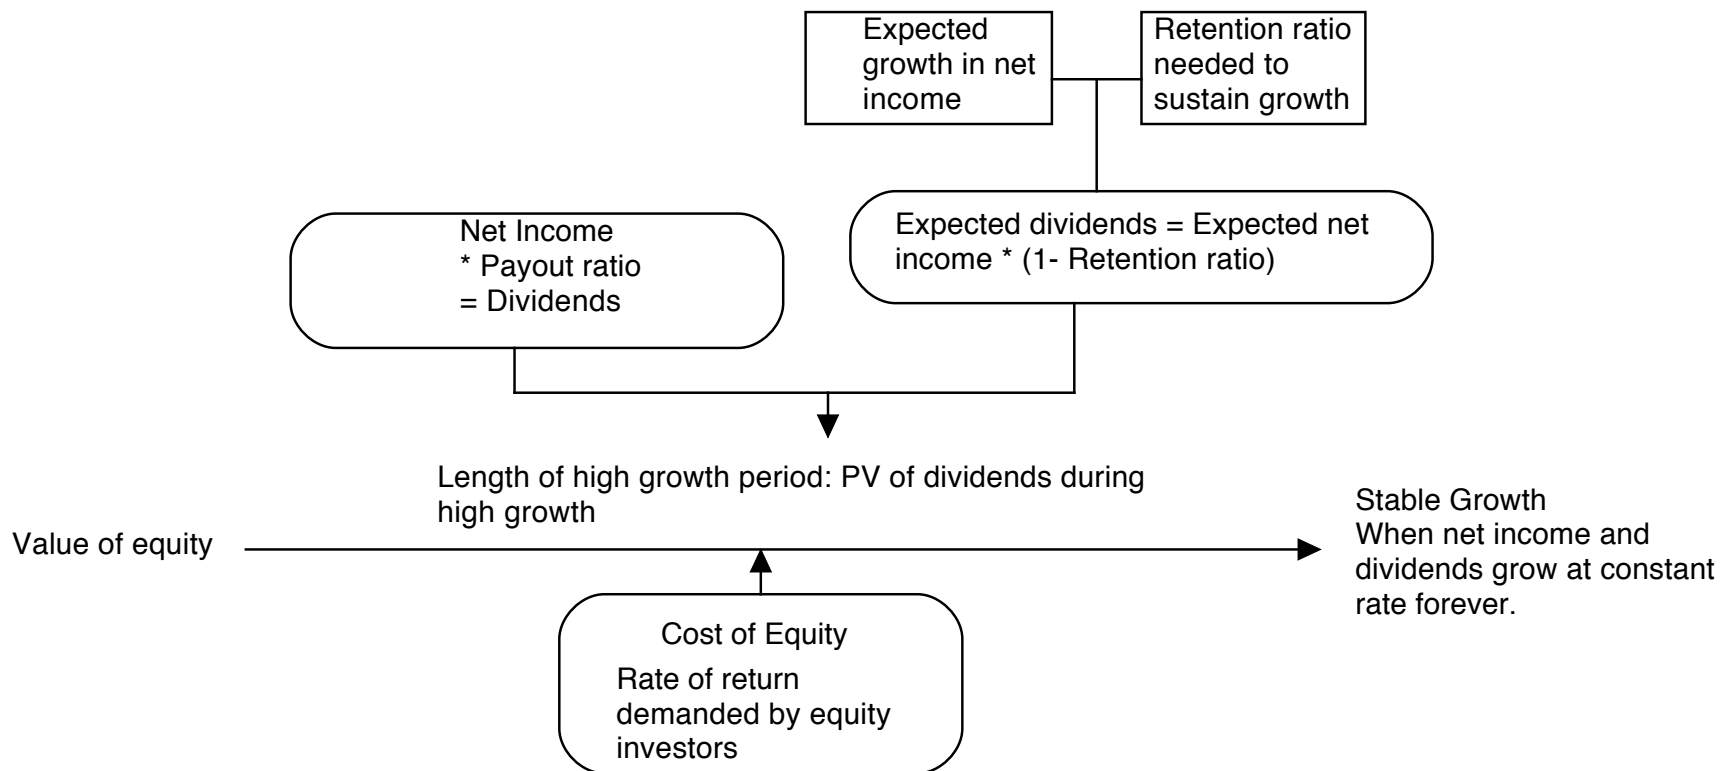 Expected
growth in net
income
Retention ratio
needed to
sustain growth
Net Income
* Payout ratio
= Dividends
Expected dividends = Expected net
income * (1- Retention ratio)
Length of high growth period: PV of dividends during
high growth
Value of equity
Stable Growth
When net income and
dividends grow at constant
rate forever.
Cost of Equity
Rate of return
demanded by equity
investors